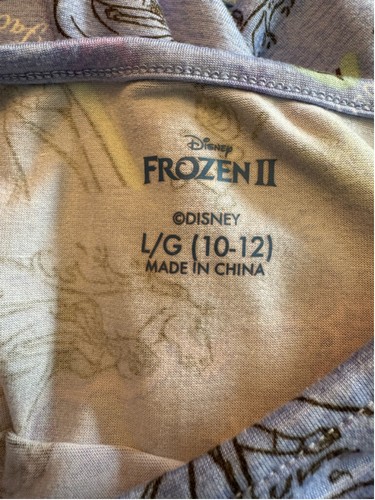 Disney
FROZEN II
©DISNEY
L/G (10-12)
MADE IN CHINA